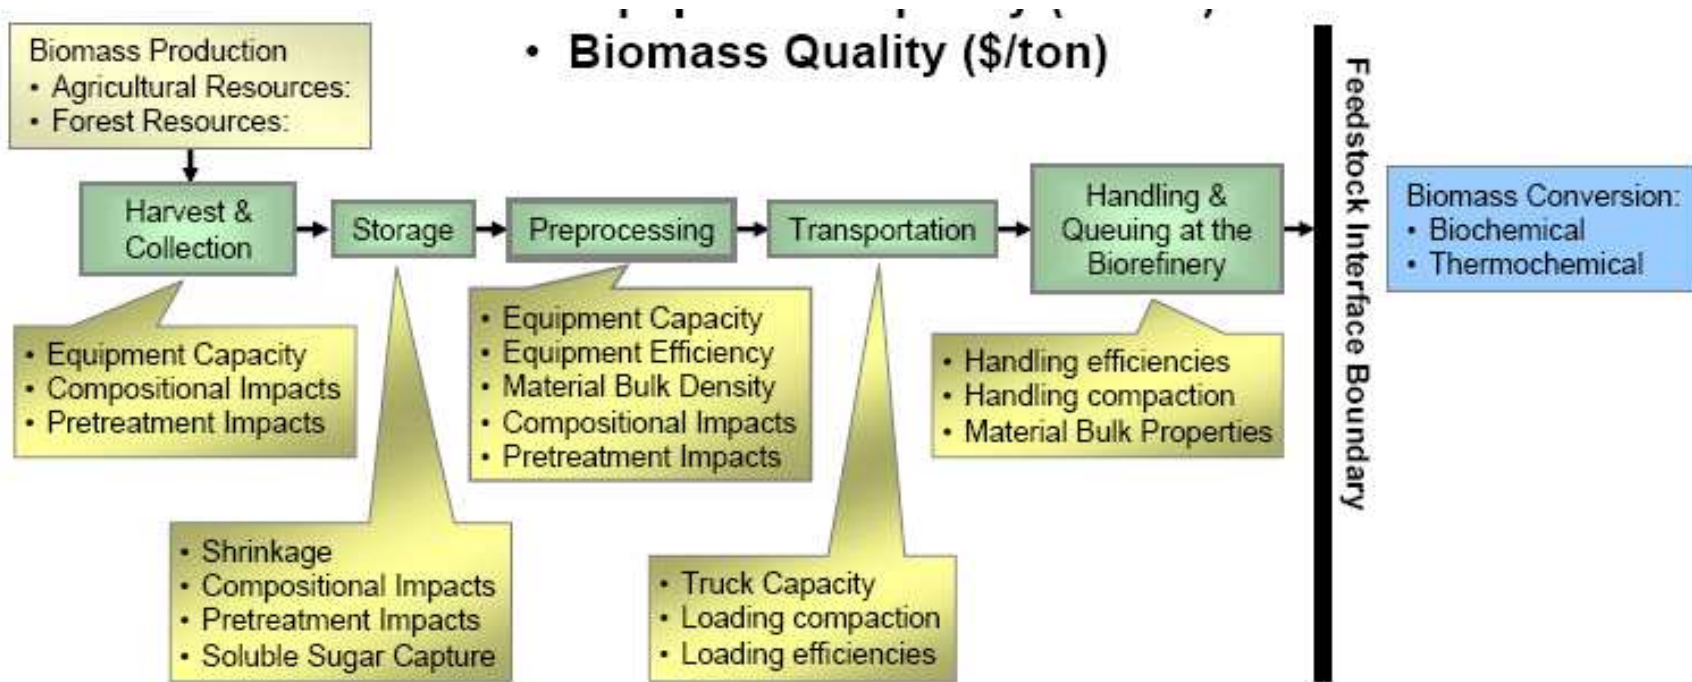 • Biomass Quality ($/ton)
Biomass Production
• Agricultural Resources:
• Forest Resources:
Harvest &
Collection
Storage
Preprocessing
Transportation
Handling &
Queuing at the
Biorefinery
Feedstock Interface Boundary
Biomass Conversion:
• Biochemical
• Thermochemical
• Equipment Capacity
• Compositional Impacts
• Pretreatment Impacts
• Shrinkage
• Compositional Impacts
• Pretreatment Impacts
• Soluble Sugar Capture
• Equipment Capacity
• Equipment Efficiency
• Material Bulk Density
• Compositional Impacts
• Pretreatment Impacts
• Truck Capacity
• Loading compaction
• Loading efficiencies
• Handling efficiencies
• Handling compaction
• Material Bulk Properties